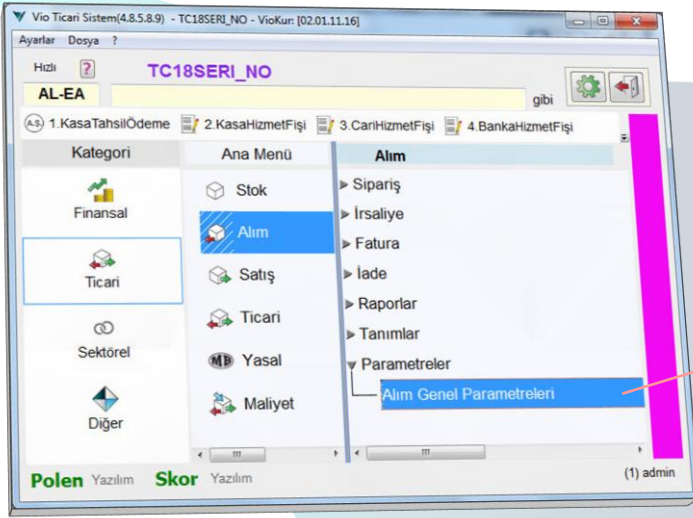 Vio Ticari Sistem(4.8.5.8.9) - TC18SERI_NO - VioKur: [02.01.11.16]
Ayarlar Dosya ?
Hızlı ? TC18SERI_NO
AL-EA gibi
A.S. 1.KasaTahsilÖdeme 2.KasaHizmetFişi 3.CariHizmetFişi 4.BankaHizmetFişi
Kategori Ana Menü Alım
Finansal
Ticari
Sektörel
Diğer
Stok
Alım
Satış
Ticari
Yasal
Maliyet
Sipariş
İrsaliye
Fatura
İade
Raporlar
Tanımlar
Parametreler
Alım Genel Parametreleri
Polen Yazılım Skor Yazılım (1) admin